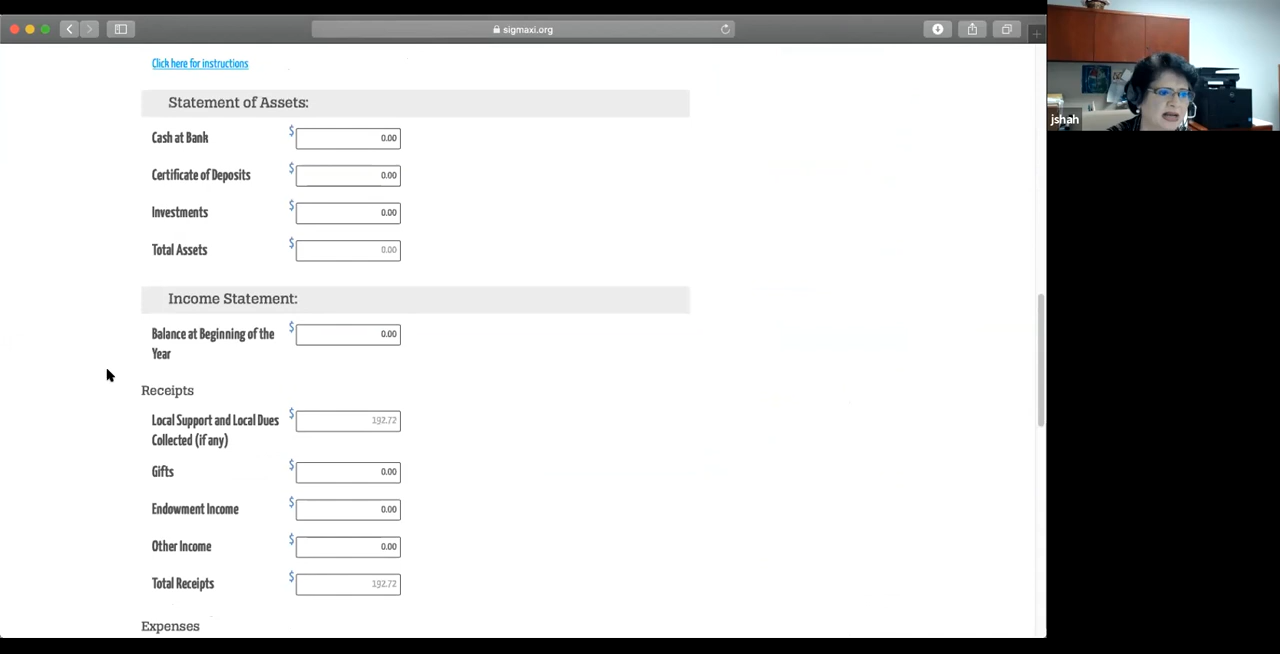 sigmaxi.org
jshah
Click here for instructions
Statement of Assets:
Cash at Bank $ 0.00
Certificate of Deposits $ 0.00
Investments $ 0.00
Total Assets $ 0.00
Income Statement:
Balance at Beginning of the
Year $ 0.00
Receipts
Local Support and Local Dues
Collected (if any) $ 192.72
Gifts $ 0.00
Endowment Income $ 0.00
Other Income $ 0.00
Total Receipts $ 192.72
Expenses